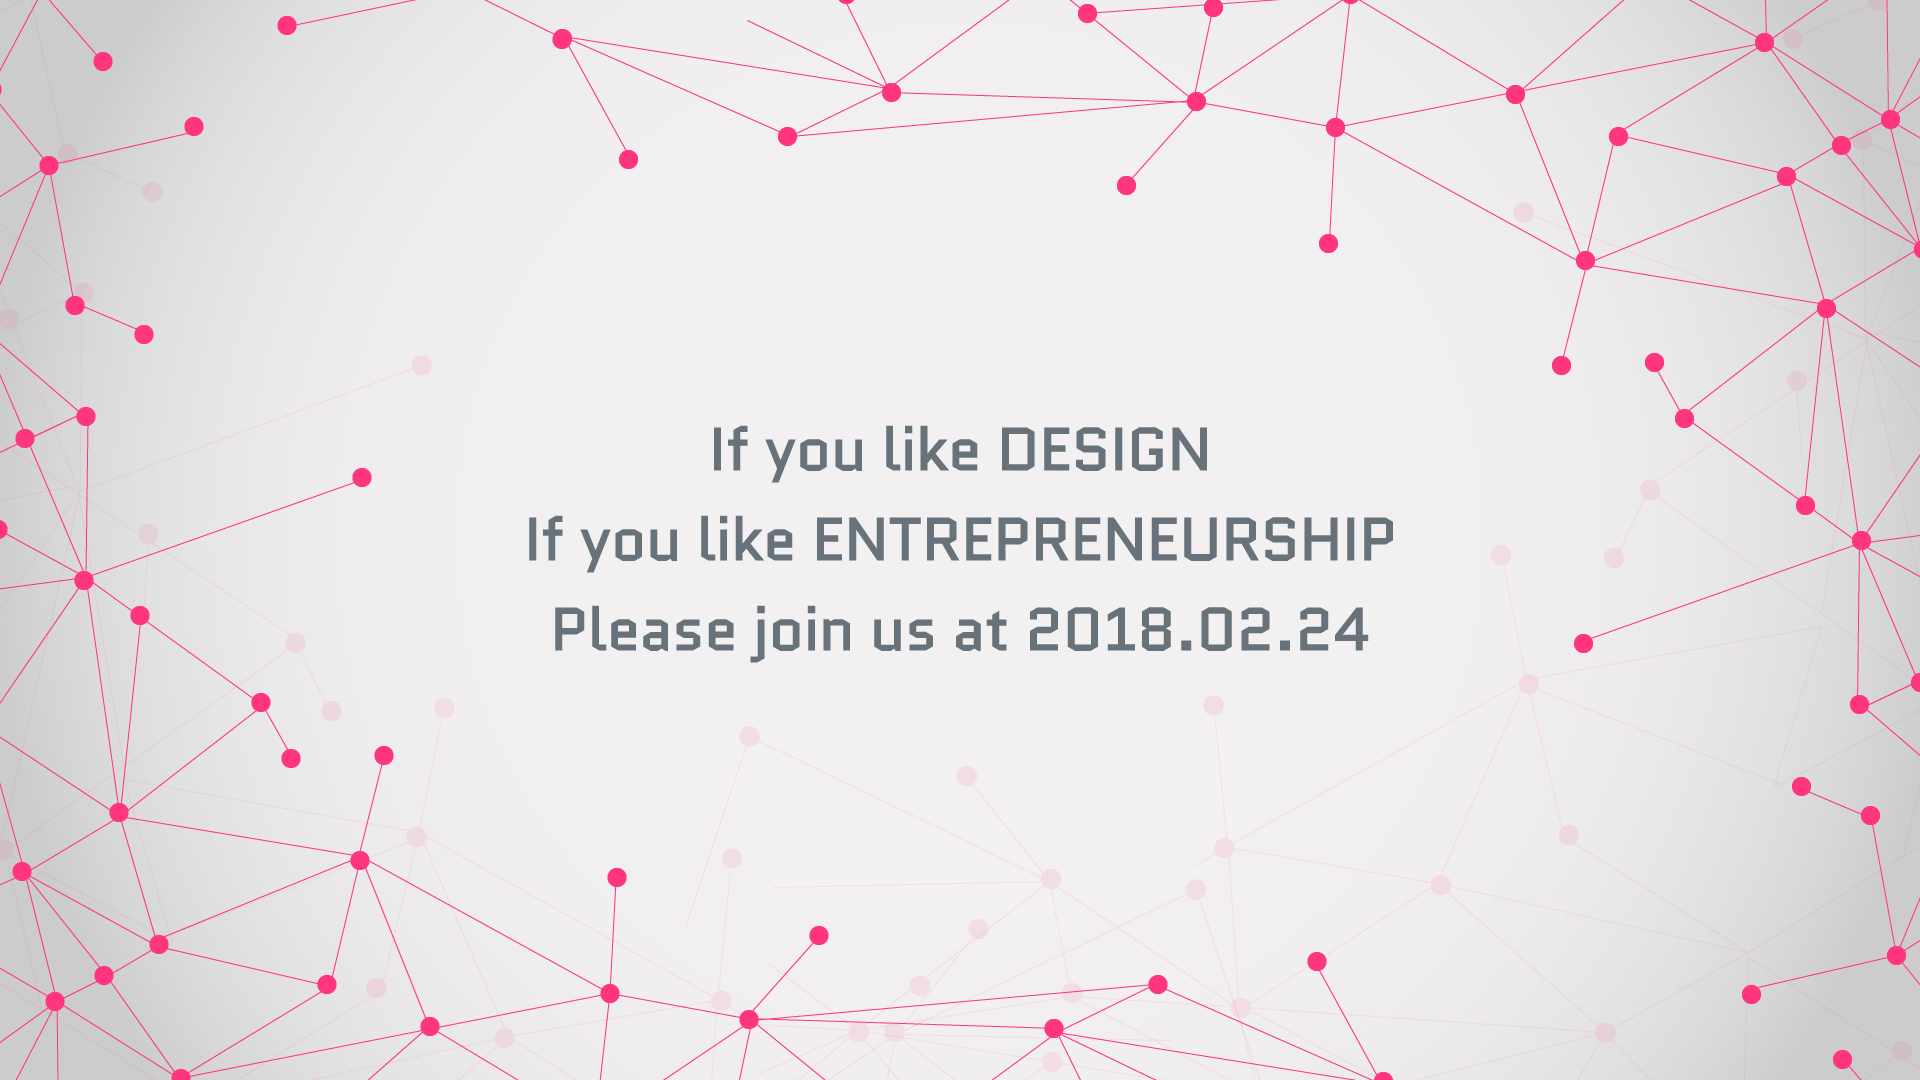 If you like DESIGN
If you like ENTREPRENEURSHIP
Please join us at 2018.02.24